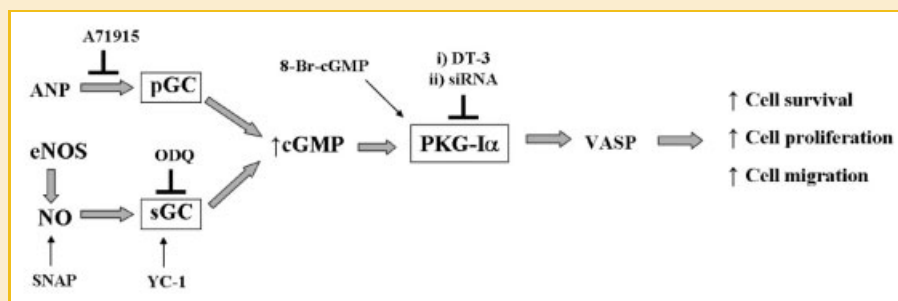 A71915
ANP
pGC
8-Br-cGMP
i) DT-3
ii) siRNA
eNOS
ODQ
↑cGMP
PKG-Iα
VASP
↑ Cell survival
↑ Cell proliferation
↑ Cell migration
NO
sGC
SNAP
YC-1